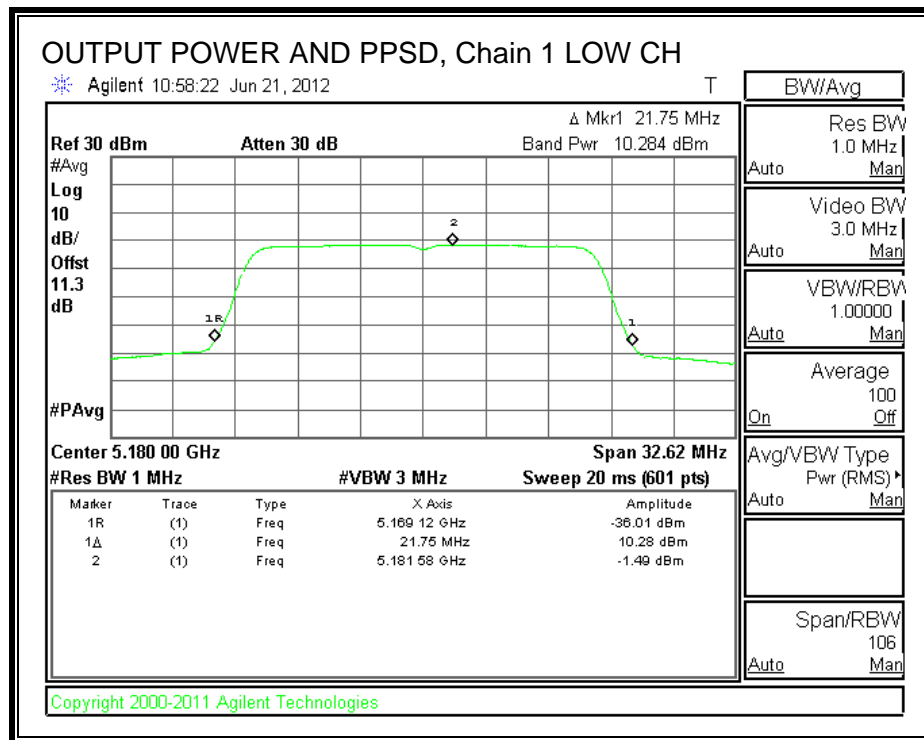 OUTPUT POWER AND PPSD, Chain 1 LOW CH
Agilent 10:58:22 Jun 21, 2012 T
Δ Mkr1 21.75 MHz
Ref 30 dBm Atten 30 dB Band Pwr 10.284 dBm
#Avg
Log
10
dB/
Offst
11.3
dB
#PAvg
2
1R
1
Center 5.180 00 GHz Span 32.62 MHz
#Res BW 1 MHz #VBW 3 MHz Sweep 20 ms (601 pts)
Marker Trace Type X Axis Amplitude
1R (1) Freq 5.169 12 GHz -36.01 dBm
1Δ (1) Freq 21.75 MHz 10.28 dBm
2 (1) Freq 5.181 58 GHz -1.49 dBm
BW/Avg
Res BW
1.0 MHz
Auto Man
Video BW
3.0 MHz
Auto Man
VBW/RBW
1.00000
Auto Man
Average
100
On Off
Avg/VBW Type
Pwr (RMS)
Auto Man
Span/RBW
106
Auto Man
Copyright 2000-2011 Agilent Technologies